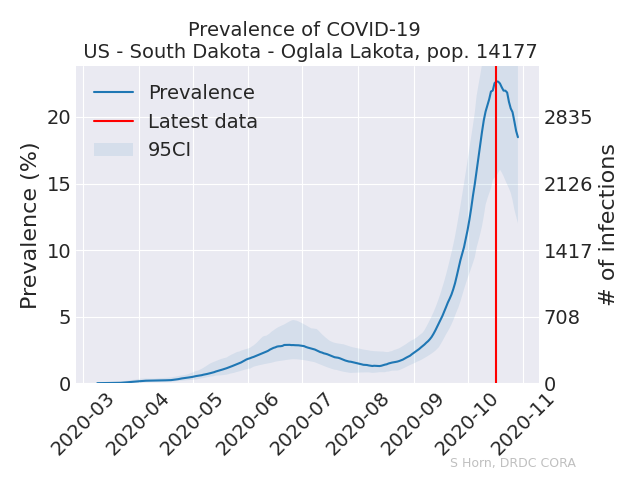 Prevalence of COVID-19
US - South Dakota - Oglala Lakota, pop. 14177
Prevalence
Latest data
95CI
Prevalence (%)
20
15
10
5
0
# of infections
2835
2126
1417
708
0
2020-03
2020-04
2020-05
2020-06
2020-07
2020-08
2020-09
2020-10
2020-11
S Horn, DRDC CORA